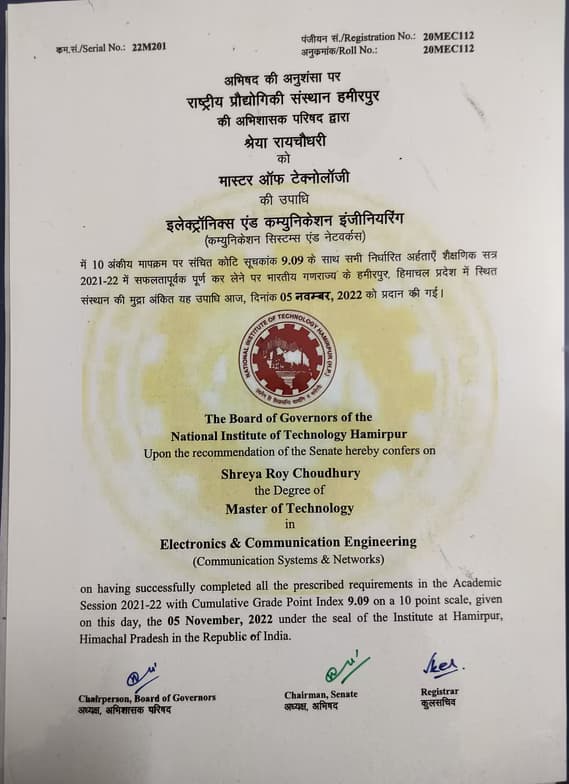 क्रम.सं./Serial No.: 22M201
पंजीयन सं./Registration No.: 20MEC112
अनुक्रमांक/Roll No.: 20MEC112
अभिषद की अनुशंसा पर
राष्ट्रीय प्रौद्योगिकी संस्थान हमीरपुर
की अभिशासक परिषद द्वारा
श्रेया रायचौधरी
को
मास्टर ऑफ टेक्नोलॉजी
की उपाधि
इलेक्ट्रॉनिक्स एंड कम्युनिकेशन इंजीनियरिंग
(कम्युनिकेशन सिस्टम्स एंड नेटवर्कस)
में 10 अंकीय मापक्रम पर संचित कोटि सूचकांक 9.09 के साथ सभी निर्धारित अर्हताएँ शैक्षणिक सत्र
2021-22 में सफलतापूर्वक पूर्ण कर लेने पर भारतीय गणराज्य के हमीरपुर, हिमाचल प्रदेश में स्थित
संस्थान की मुद्रा अंकित यह उपाधि आज, दिनांक 05 नवम्बर, 2022 को प्रदान की गई।
NATIONAL INSTITUTE OF TECHNOLOGY HAMIRPUR (H.P.)
The Board of Governors of the
National Institute of Technology Hamirpur
Upon the recommendation of the Senate hereby confers on
Shreya Roy Choudhury
the Degree of
Master of Technology
in
Electronics & Communication Engineering
(Communication Systems & Networks)
on having successfully completed all the prescribed requirements in the Academic
Session 2021-22 with Cumulative Grade Point Index 9.09 on a 10 point scale, given
on this day, the 05 November, 2022 under the seal of the Institute at Hamirpur,
Himachal Pradesh in the Republic of India.
Chairperson, Board of Governors
अध्यक्ष, अभिशासक परिषद
Chairman, Senate
अध्यक्ष, अभिषद
Registrar
कुलसचिव